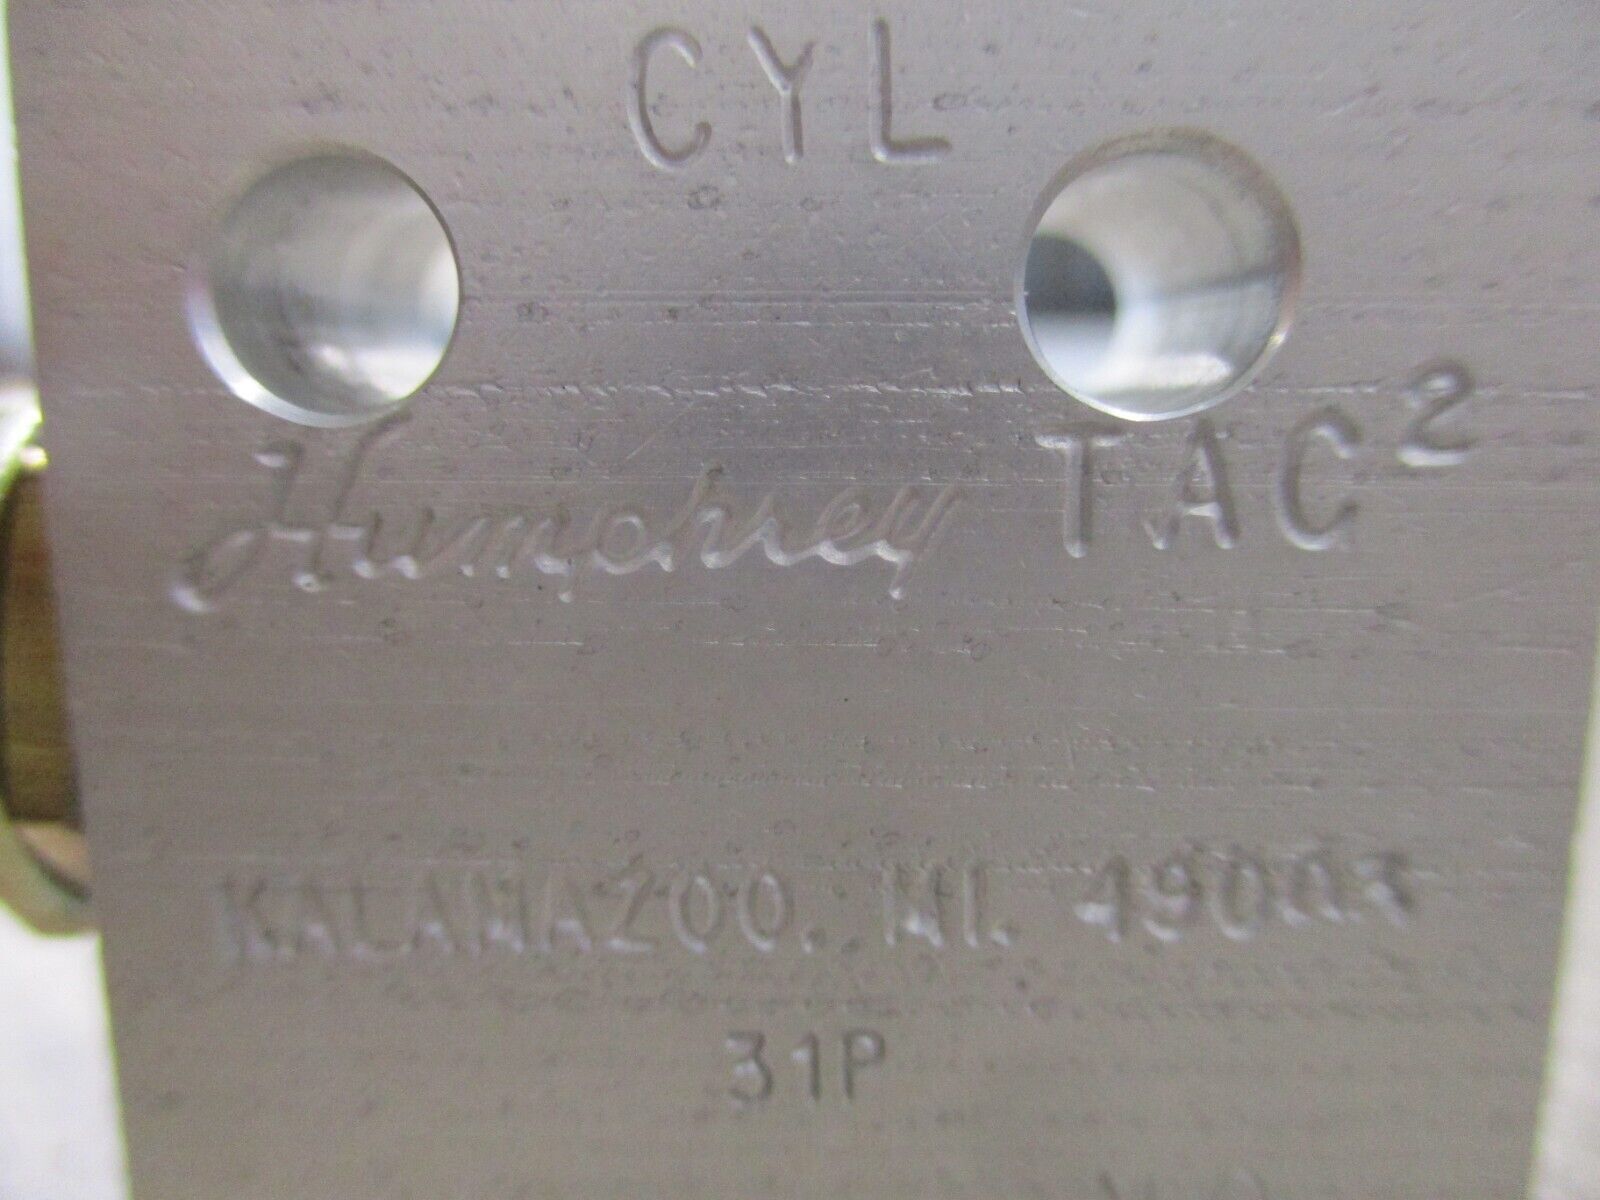 CYL
Humphrey TAC²
KALAMAZOO. MI. 49003
31P